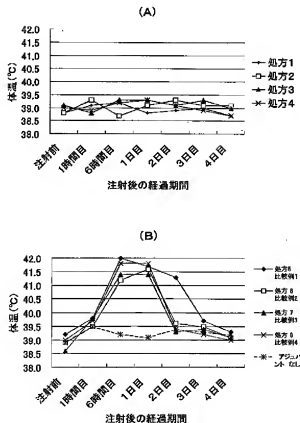 (A)
42.0
41.5
41.0
40.5
40.0
39.5
39.0
38.5
38.0
体温(℃)
処方1
処方2
処方3
処方4
注射前
1時間目
6時間目
1日目
2日目
3日目
4日目
注射後の経過期間
(B)
42.0
41.5
41.0
40.5
40.0
39.5
39.0
38.5
38.0
体温(℃)
比較例1
処方6
比較例2
処方7
比較例3
比較例4
アジュバ
ント なし
注射前
1時間目
6時間目
1日目
2日目
3日目
4日目
注射後の経過期間